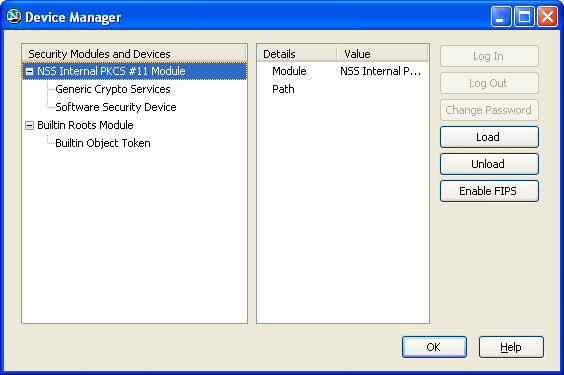 Device Manager
Security Modules and Devices
NSS Internal PKCS #11 Module
Generic Crypto Services
Software Security Device
Builtin Roots Module
Builtin Object Token
Details Value
Module NSS Internal P...
Path
Log In
Log Out
Change Password
Load
Unload
Enable FIPS
OK
Help